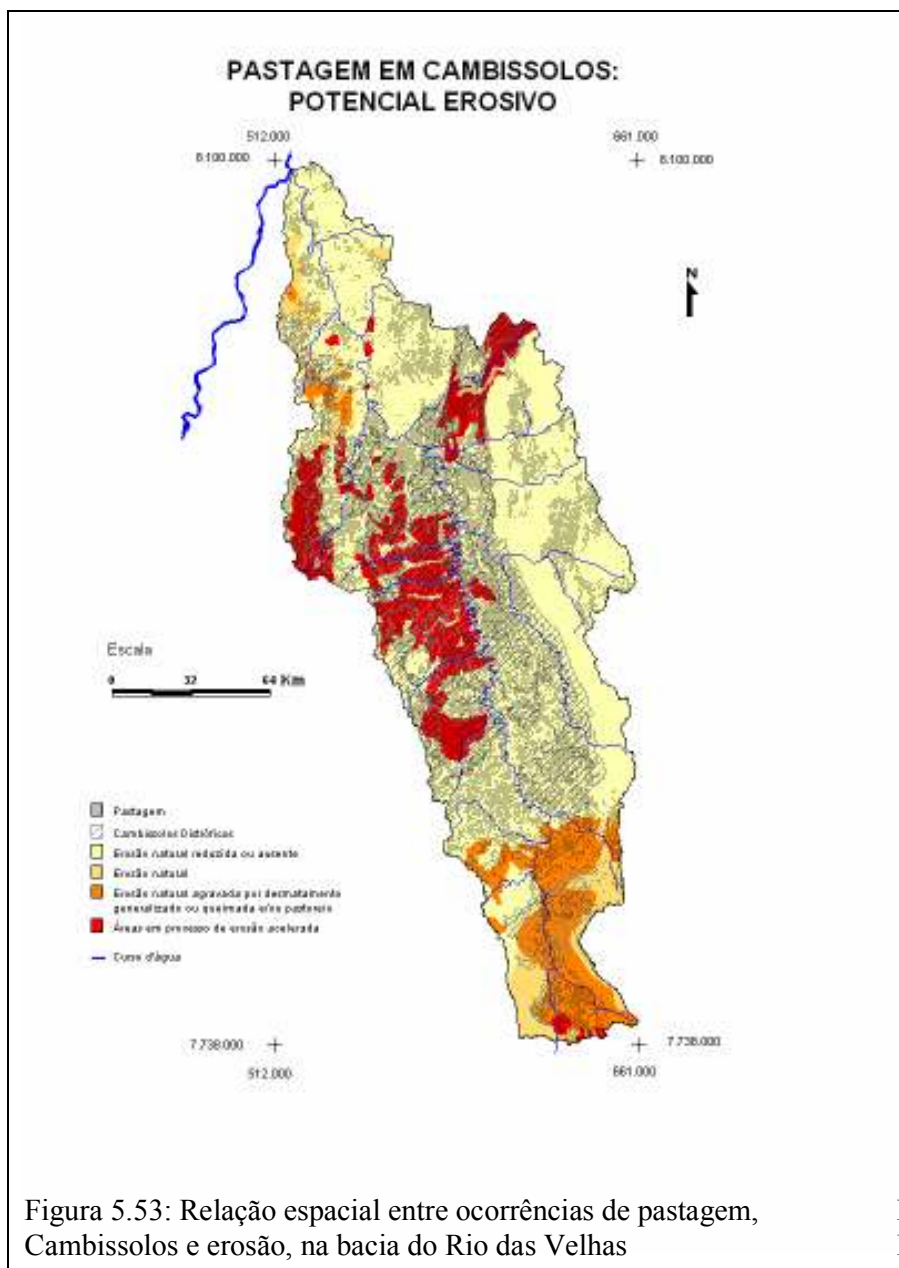 PASTAGEM EM CAMBISSOLOS:
POTENCIAL EROSIVO
512.000
661.000
8.100.000
8.100.000
N
Escala
0 32 64 Km
Pastagem
Cambissolos Distróficos
Erosão natural reduzida ou ausente
Erosão natural
Erosão natural agravada por desmatamento
generalizado ou queimada e/ou pastoreio
Áreas em processo de erosão acelerada
Curso d'água
7.738.000
7.738.000
512.000
661.000
Figura 5.53: Relação espacial entre ocorrências de pastagem,
Cambissolos e erosão, na bacia do Rio das Velhas